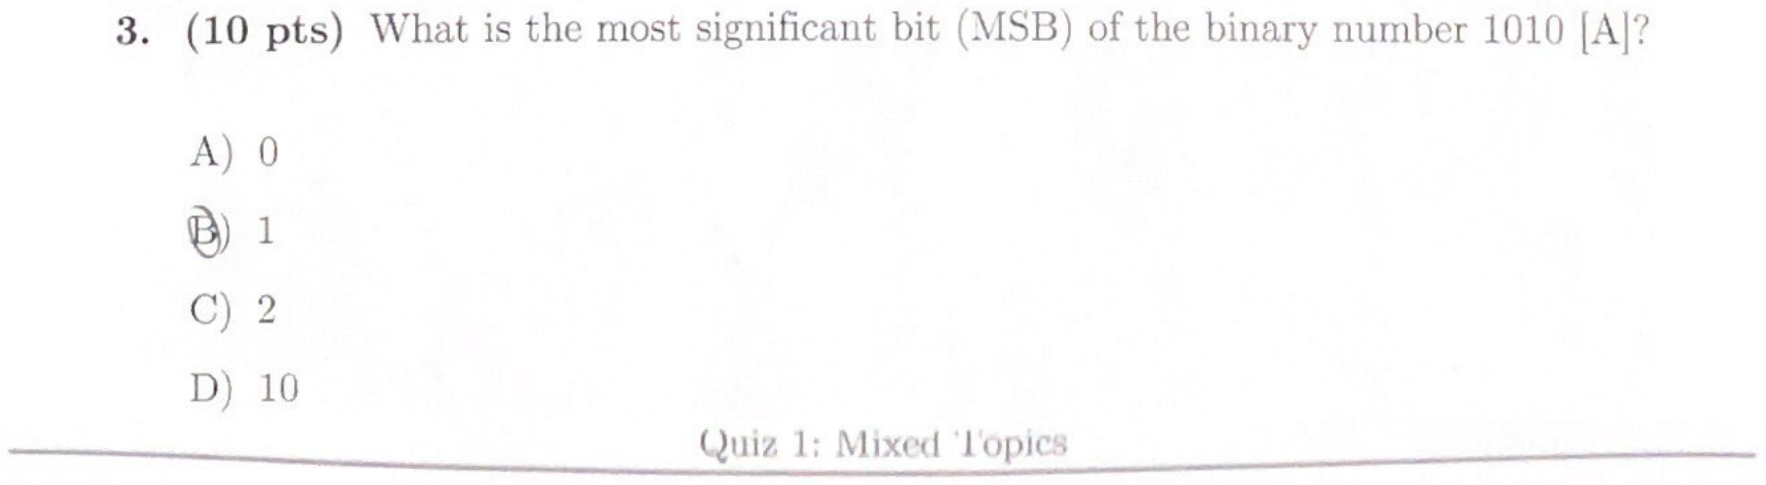 3. (10 pts) What is the most significant bit (MSB) of the binary number 1010 [A]?
A) 0
B) 1
C) 2
D) 10
Quiz 1: Mixed Topics